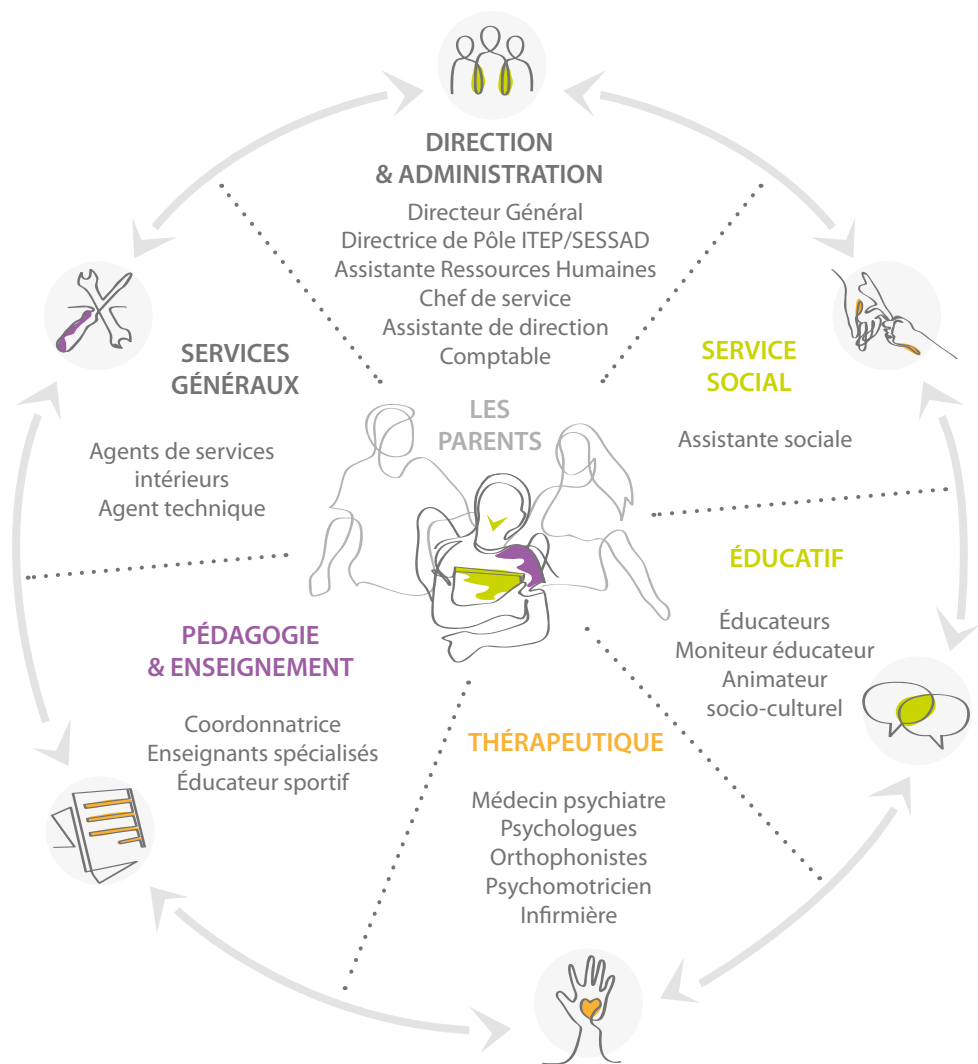 DIRECTION
& ADMINISTRATION
Directeur Général
Directrice de Pôle ITEP/SESSAD
Assistante Ressources Humaines
Chef de service
Assistante de direction
Comptable
SERVICE
SOCIAL
Assistante sociale
ÉDUCATIF
Éducateurs
Moniteur éducateur
Animateur
socio-culturel
THÉRAPEUTIQUE
Médecin psychiatre
Psychologues
Orthophonistes
Psychomotricien
Infirmière
PÉDAGOGIE
& ENSEIGNEMENT
Coordonnatrice
Enseignants spécialisés
Éducateur sportif
SERVICES
GÉNÉRAUX
Agents de services
intérieurs
Agent technique
LES
PARENTS